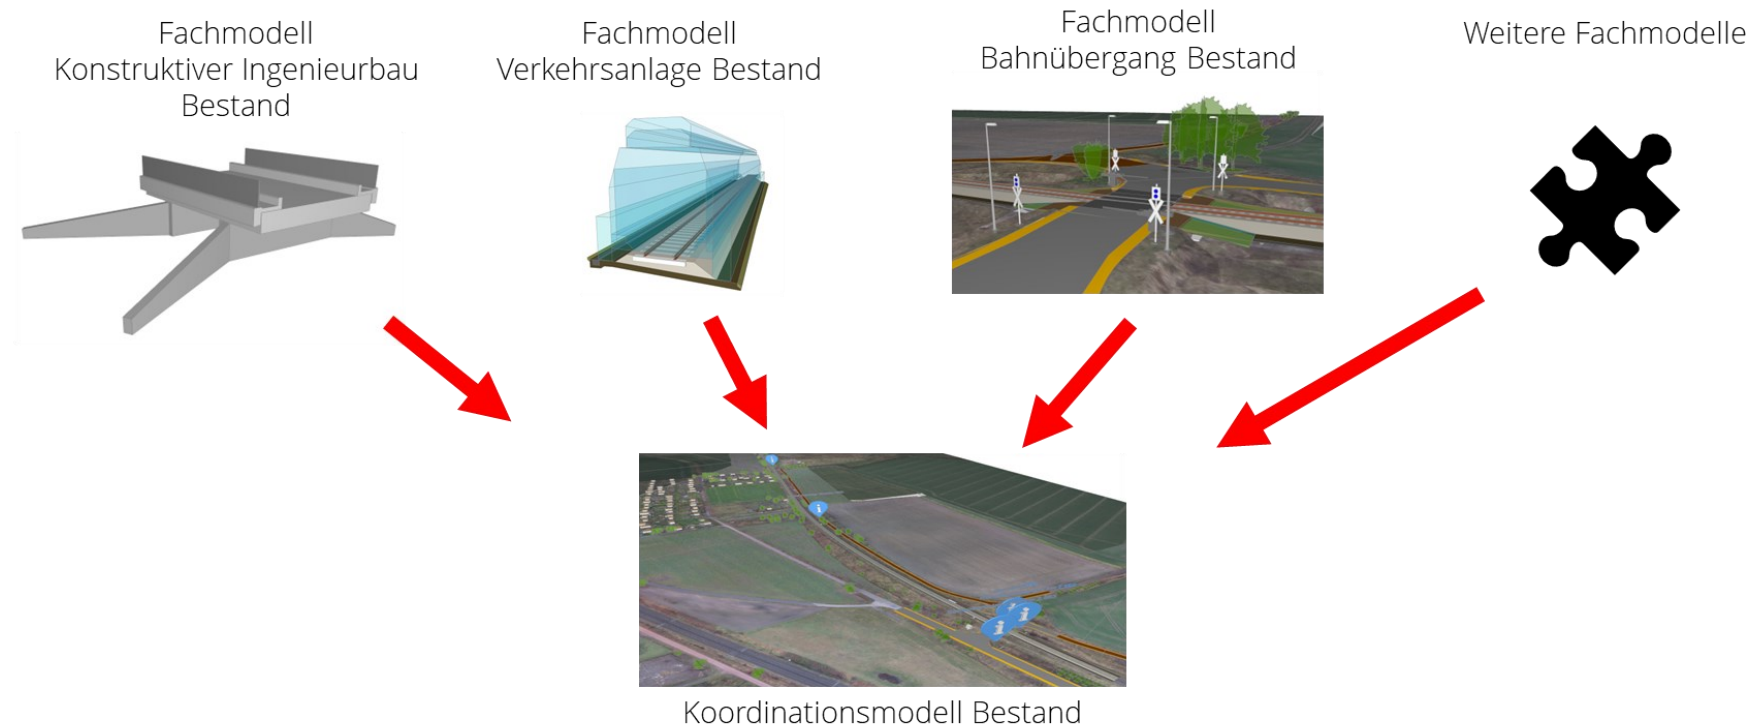 Fachmodell
Konstruktiver Ingenieurbau
Bestand
Fachmodell
Verkehrsanlage Bestand
Fachmodell
Bahnübergang Bestand
Weitere Fachmodelle
Koordinationsmodell Bestand